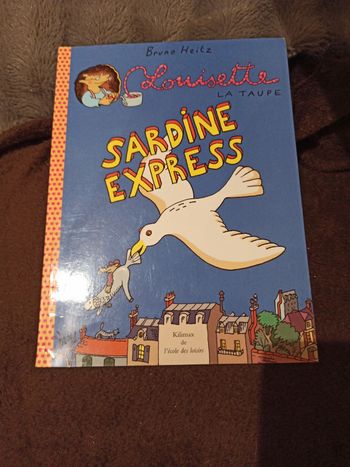 Bruno Heitz
Louisette
LA TAUPE
SARDINE
EXPRESS
Kilimax
de
l'école des loisirs